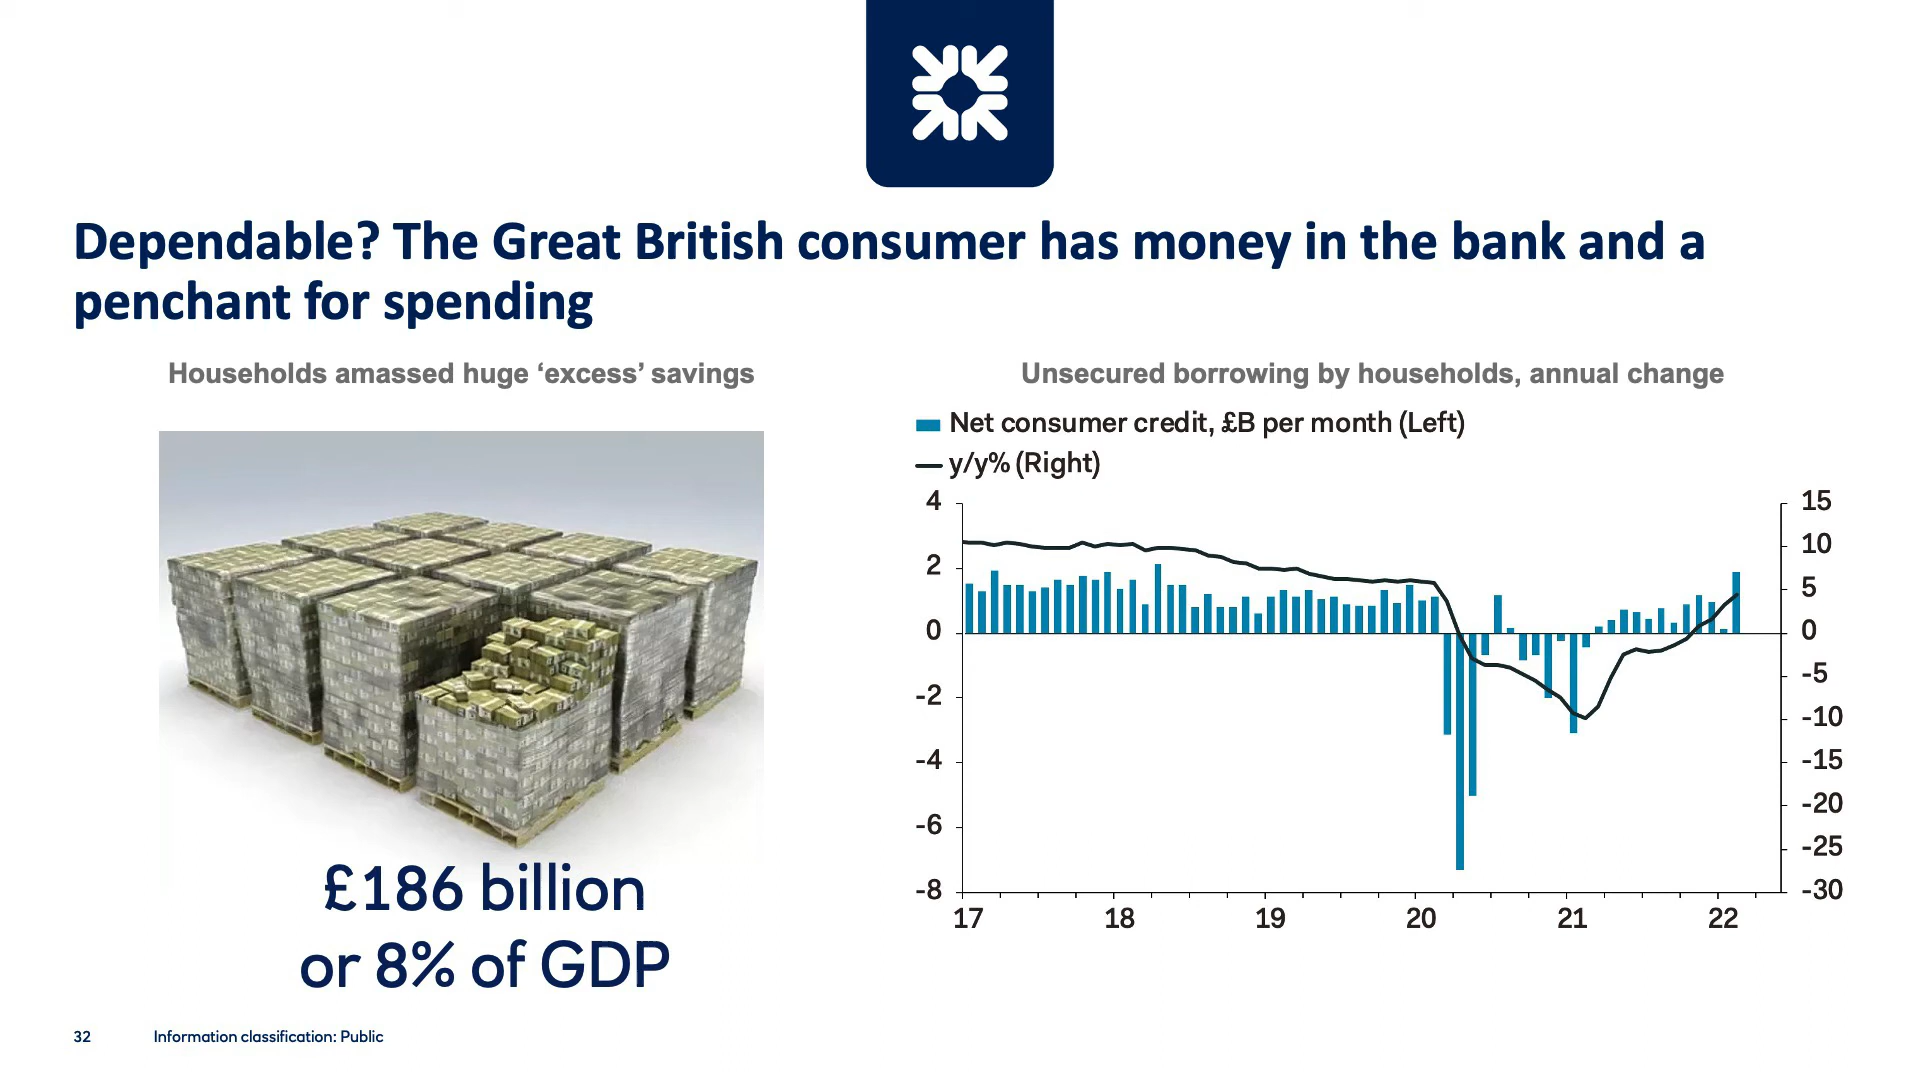 Dependable? The Great British consumer has money in the bank and a
penchant for spending
Households amassed huge ‘excess’ savings
£186 billion
or 8% of GDP
Unsecured borrowing by households, annual change
Net consumer credit, £B per month (Left)
y/y% (Right)
4
2
0
-2
-4
-6
-8
15
10
5
0
-5
-10
-15
-20
-25
-30
17 18 19 20 21 22
32 Information classification: Public